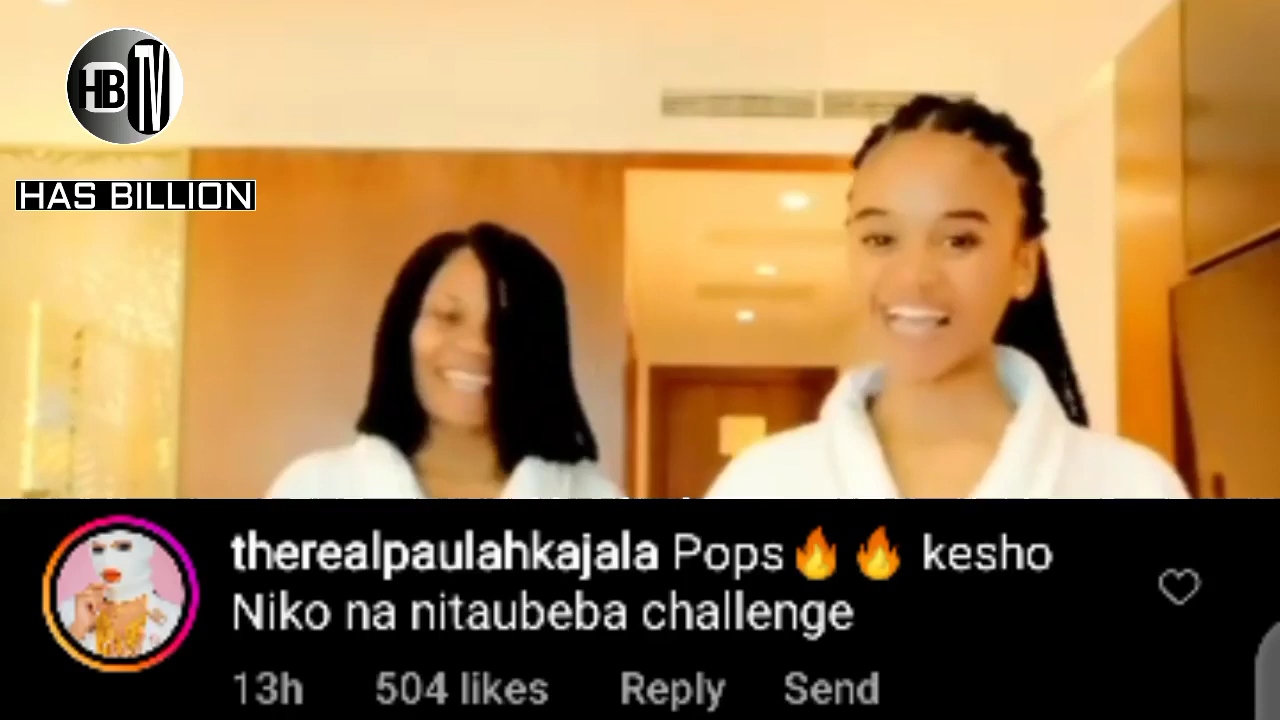 HB TV
HAS BILLION
therealpaulahkajala Pops🔥🔥 kesho
Niko na nitaubeba challenge
13h 504 likes Reply Send